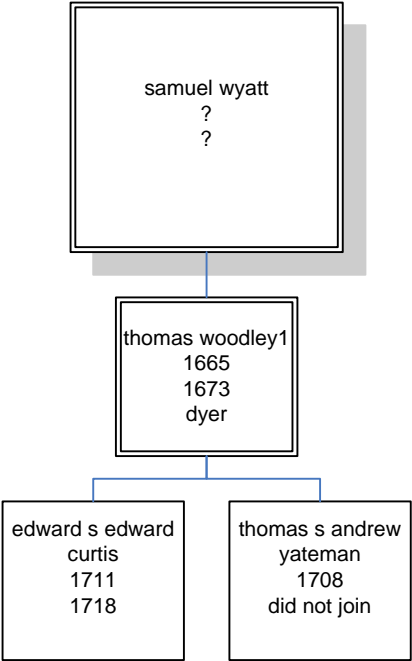 samuel wyatt
?
?
thomas woodley1
1665
1673
dyer
edward s edward
curtis
1711
1718
thomas s andrew
yateman
1708
did not join